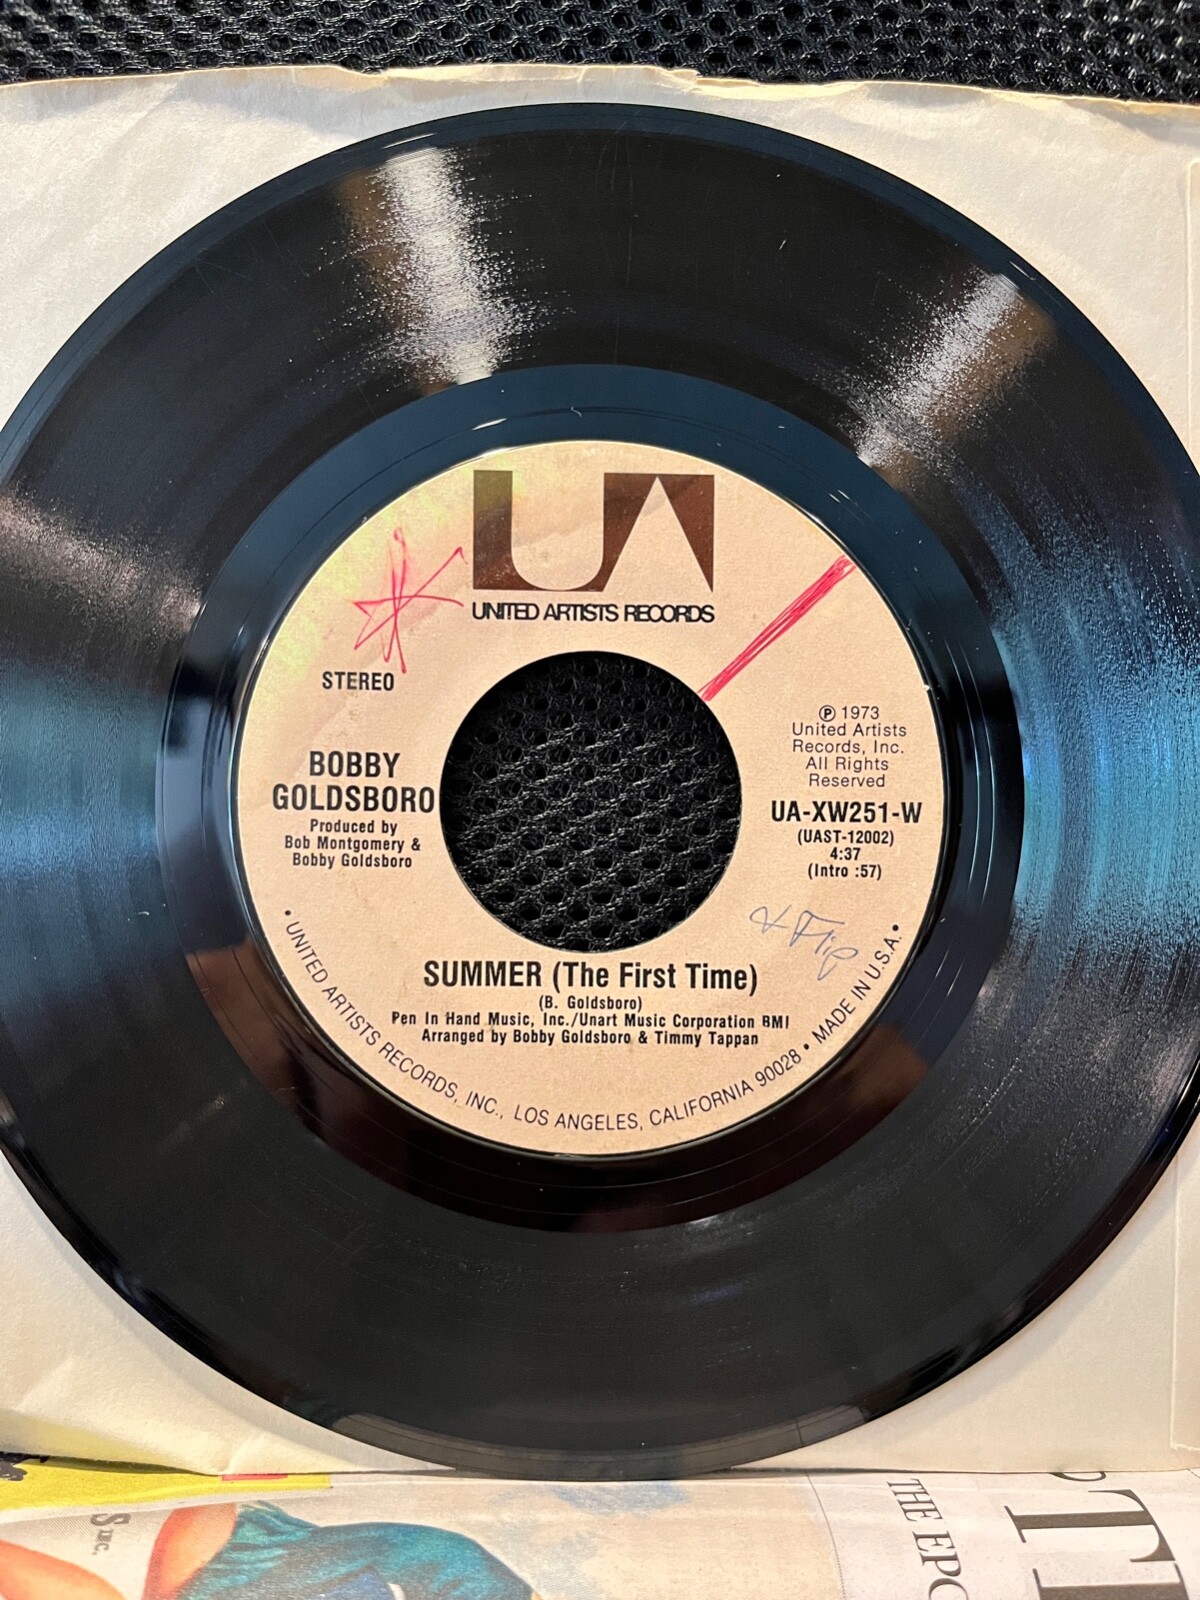 UA
UNITED ARTISTS RECORDS
STEREO
BOBBY
GOLDSBORO
Produced by
Bob Montgomery &
Bobby Goldsboro
℗ 1973
United Artists
Records, Inc.
All Rights
Reserved
UA-XW251-W
(UAST-12002)
4:37
(Intro :57)
& Flip
SUMMER (The First Time)
(B. Goldsboro)
Pen In Hand Music, Inc./Unart Music Corporation BMI
Arranged by Bobby Goldsboro & Timmy Tappan
• UNITED ARTISTS RECORDS, INC., LOS ANGELES, CALIFORNIA 90028 • MADE IN U.S.A. •
S INC.
THE EPO